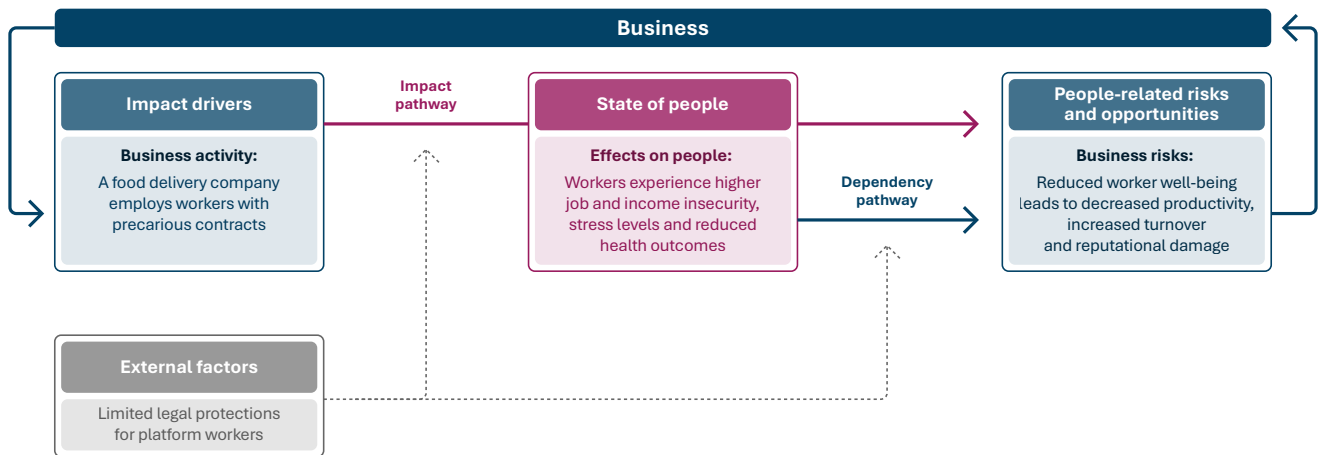 Business
Impact drivers
Business activity:
A food delivery company
employs workers with
precarious contracts
Impact
pathway
State of people
Effects on people:
Workers experience higher
job and income insecurity,
stress levels and reduced
health outcomes
Dependency
pathway
People-related risks
and opportunities
Business risks:
Reduced worker well-being
leads to decreased productivity,
increased turnover
and reputational damage
External factors
Limited legal protections
for platform workers